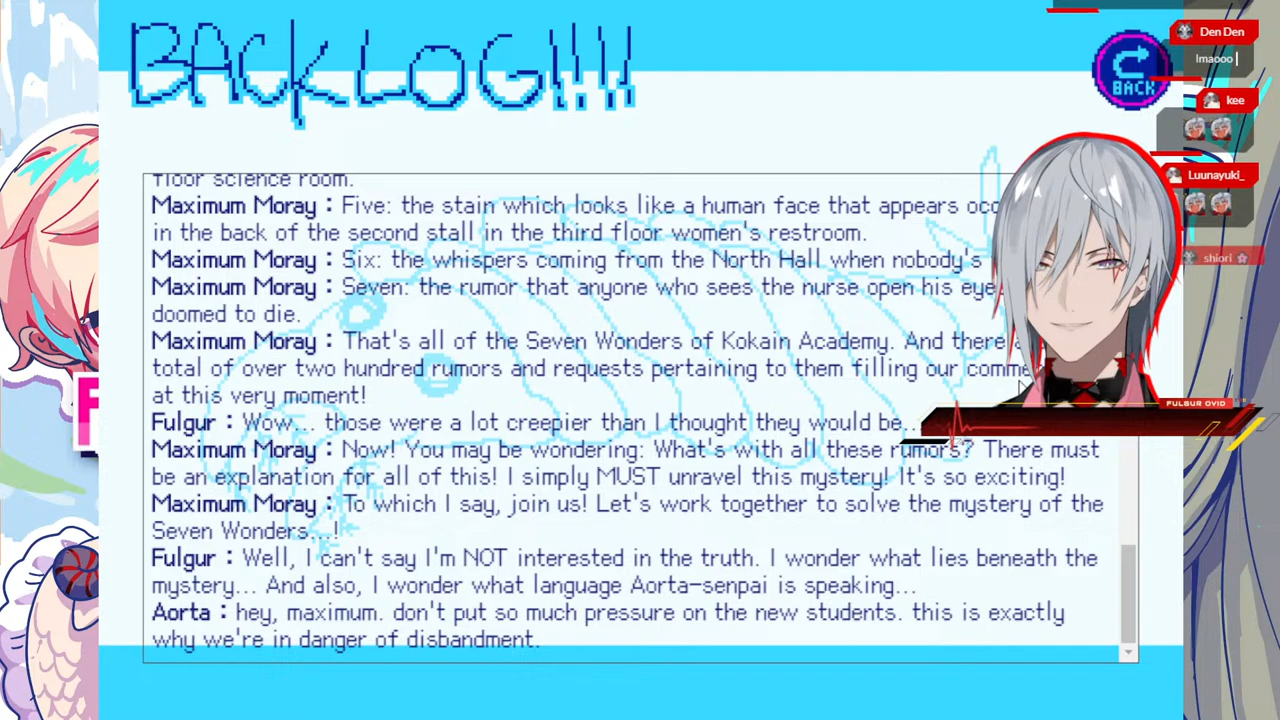 BACKLOG!!!!
BACK
floor science room.
Maximum Moray : Five: the stain which looks like a human face that appears
in the back of the second stall in the third floor women's restroom.
Maximum Moray : Six: the whispers coming from the North Hall when nobody's
Maximum Moray : Seven: the rumor that anyone who sees the nurse open his
doomed to die.
Maximum Moray : That's all of the Seven Wonders of Kokain Academy. And
total of over two hundred rumors and requests pertaining to them filling our
at this very moment!
Fulgur : Wow... those were a lot creepier than I thought they would be...
Maximum Moray : Now! You may be wondering: What's with all these rumors? There must
be an explanation for all of this! I simply MUST unravel this mystery! It's so exciting!
Maximum Moray : To which I say, join us! Let's work together to solve the mystery of the
Seven Wonders...!
Fulgur : Well, I can't say I'm NOT interested in the truth. I wonder what lies beneath the
mystery... And also, I wonder what language Aorta-senpai is speaking...
Aorta : hey, maximum. don't put so much pressure on the new students. this is exactly
why we're in danger of disbandment.
Den Den
lmaooo
kee
Luunayuki_
shiori
FULGUR OVID